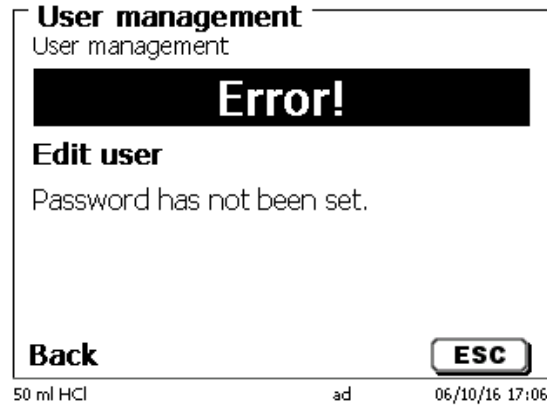 User management
User management
Error!
Edit user
Password has not been set.
Back ESC
50 ml HCl ad 06/10/16 17:06